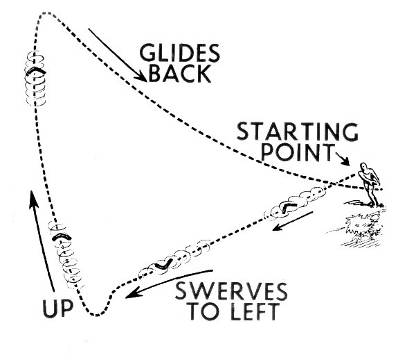 GLIDES
BACK
STARTING
POINT
SWERVES
TO LEFT
UP